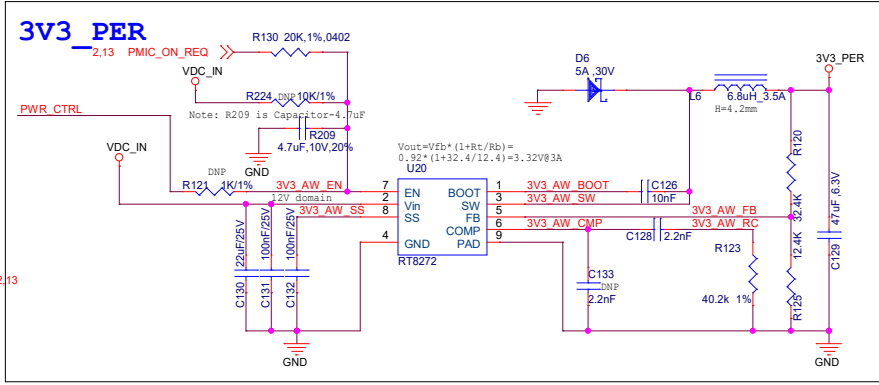 3V3_PER
2,13 PMIC_ON_REQ
R130 20K,1%,0402
VDC_IN
R224 DNP 10K/1%
Note: R209 is Capacitor-4.7uF
R209
4.7uF,10V,20%
GND
PWR_CTRL
VDC_IN
DNP
R121 1K/1%
3V3_AW_EN
12V domain
3V3_AW_SS
Vout=Vfb*(1+Rt/Rb)=
0.92*(1+32.4/12.4)=3.32V@3A
U20
7 EN
2 Vin
8 SS
4 GND
BOOT 1
SW 3
FB 5
COMP 6
PAD 9
RT8272
3V3_AW_BOOT
3V3_AW_SW
3V3_AW_CMP
C126
10nF
3V3_AW_FB
3V3_AW_RC
C128 2.2nF
D6
5A ,30V
L6 6.8uH_3.5A
H=4.2mm
3V3_PER
R120
32.4K
12.4K
R125
47uF,6.3V
C129
R123
40.2k 1%
C133
DNP
2.2nF
22uF/25V
C130
100nF/25V
C131
100nF/25V
C132
2,13
GND
GND